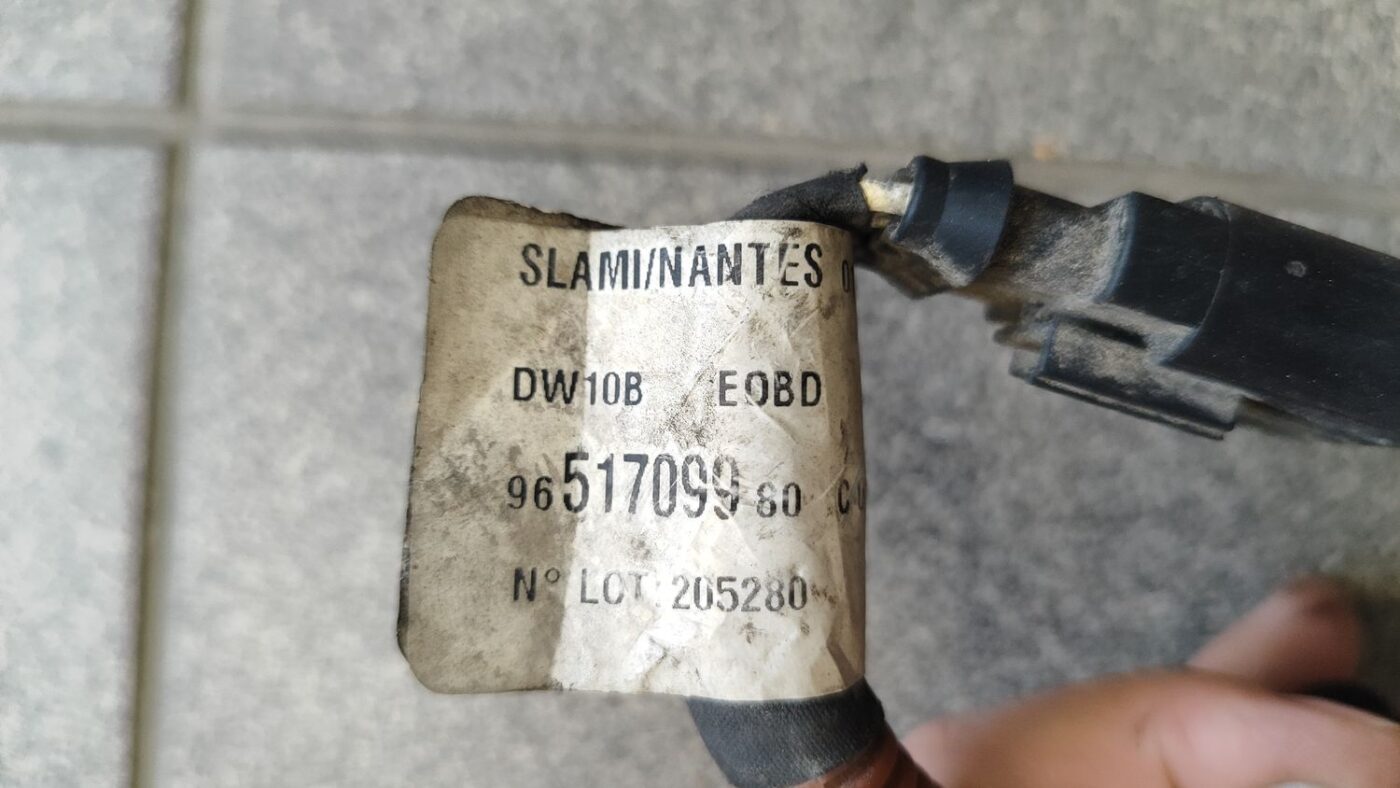 SLAMI/NANTES
DW10B EOBD
96 517099 80
N° LOT 205280